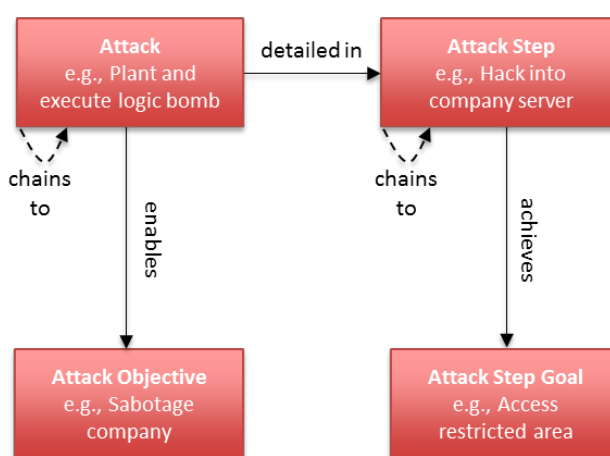 Attack
e.g., Plant and
execute logic bomb
detailed in
Attack Step
e.g., Hack into
company server
chains
to
enables
chains
to
achieves
Attack Objective
e.g., Sabotage
company
Attack Step Goal
e.g., Access
restricted area